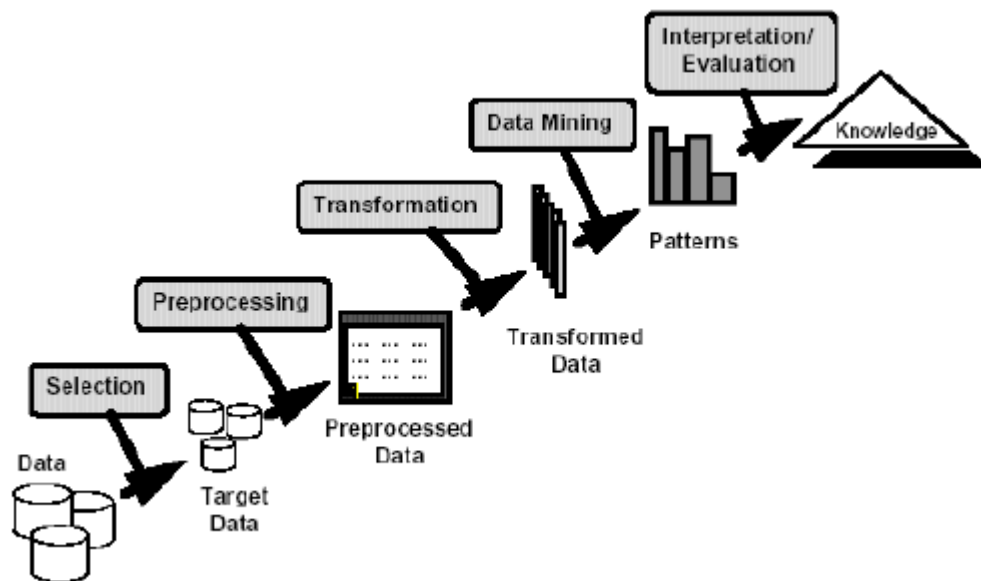 Interpretation/
Evaluation
Knowledge
Data Mining
Patterns
Transformation
Transformed
Data
Preprocessing
Preprocessed
Data
Selection
Target
Data
Data